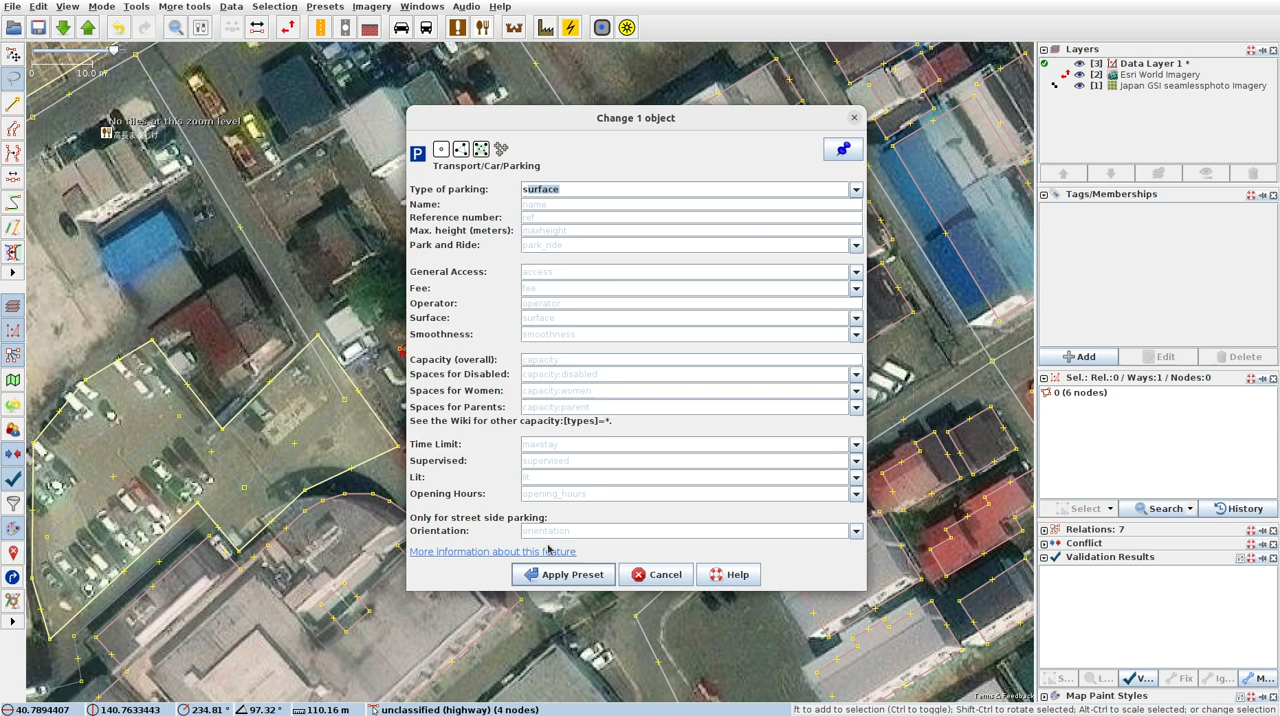 File Edit View Mode Tools More tools Data Selection Presets Imagery Windows Audio Help
0 10.0 m
No tiles at this zoom level
Change 1 object
Transport/Car/Parking
Type of parking: surface
Name: name
Reference number: ref
Max. height (meters): maxheight
Park and Ride: park_ride
General Access: access
Fee: fee
Operator: operator
Surface: surface
Smoothness: smoothness
Capacity (overall): capacity
Spaces for Disabled: capacity:disabled
Spaces for Women: capacity:women
Spaces for Parents: capacity:parent
See the Wiki for other capacity:[types]=*.
Time Limit: maxstay
Supervised: supervised
Lit: lit
Opening Hours: opening_hours
Only for street side parking:
Orientation: orientation
More information about this feature
Apply Preset Cancel Help
Layers
[3] Data Layer 1 *
[2] Esri World Imagery
[1] Japan GSI seamlessphoto Imagery
Tags/Memberships
Add Edit Delete
Sel.: Rel.:0 / Ways:1 / Nodes:0
0 (6 nodes)
Select Search History
Relations: 7
Conflict
Validation Results
S... L... V... Fix Ig... M...
Map Paint Styles
Terms & Feedback
40.7894407 140.7633443 234.81 ° 97.32 ° 110.16 m unclassified (highway) (4 nodes) ft to add to selection (Ctrl to toggle); Shift-Ctrl to rotate selected; Alt-Ctrl to scale selected; or change selection